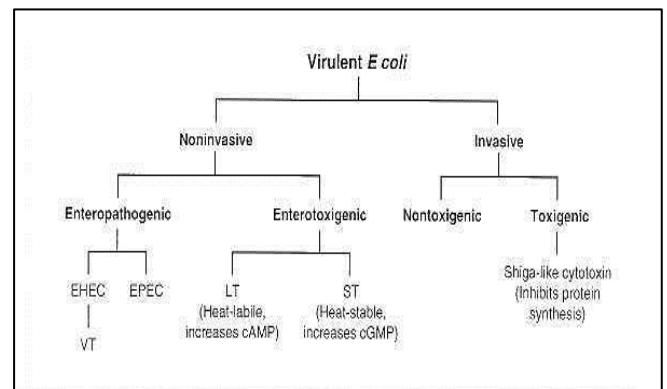 Virulent E coli
Noninvasive Invasive
Enteropathogenic Enterotoxigenic Nontoxigenic Toxigenic
EHEC EPEC LT ST Shiga-like cytotoxin
(Heat-labile, (Heat-stable, (Inhibits protein
increases cAMP) increases cGMP) synthesis)
VT